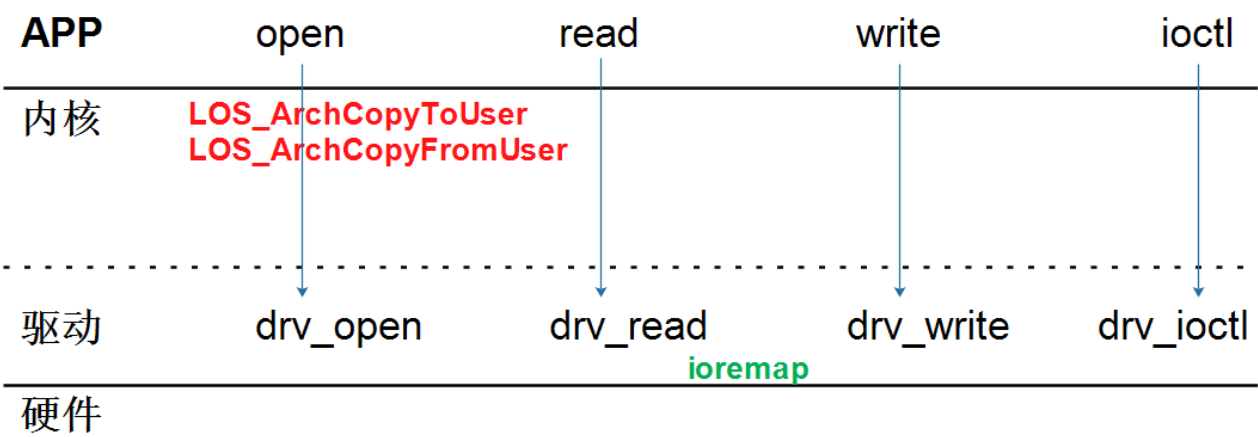 APP open read write ioctl
内核 LOS_ArchCopyToUser
LOS_ArchCopyFromUser
驱动 drv_open drv_read drv_write drv_ioctl
ioremap
硬件